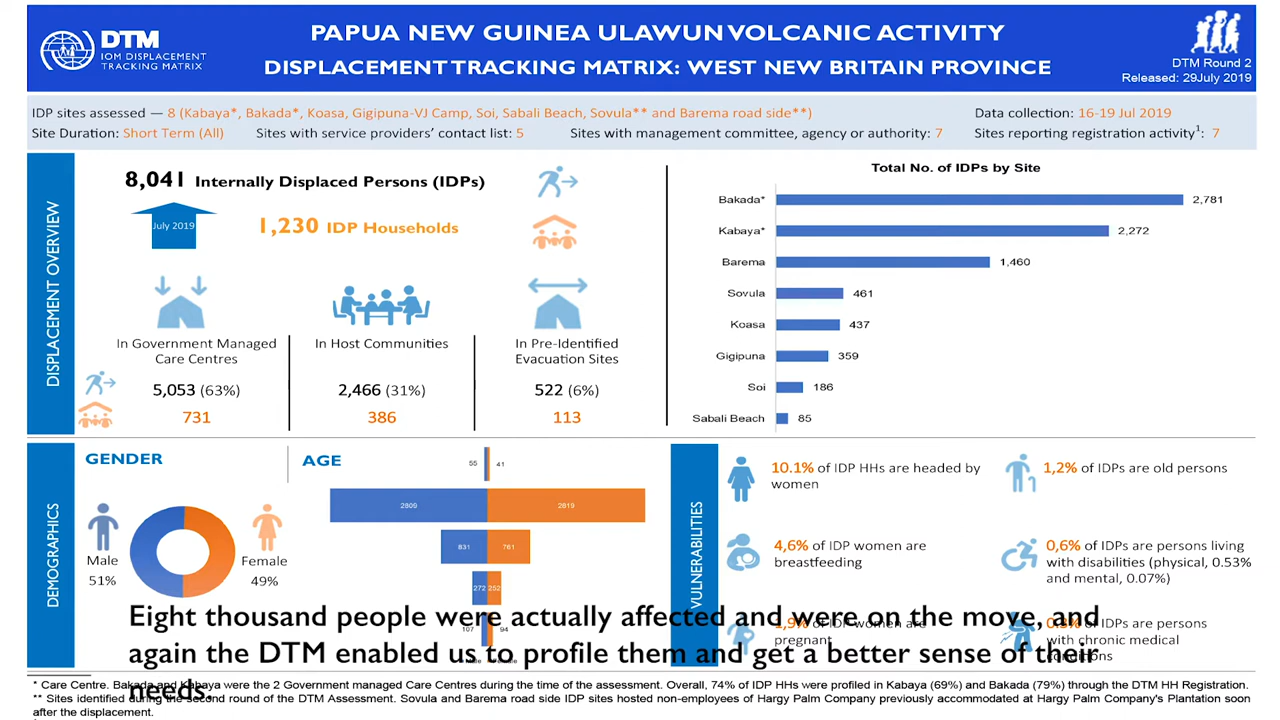 DTM
IOM DISPLACEMENT
TRACKING MATRIX
PAPUA NEW GUINEA ULAWUN VOLCANIC ACTIVITY
DISPLACEMENT TRACKING MATRIX: WEST NEW BRITAIN PROVINCE
DTM Round 2
Released: 29July 2019
IDP sites assessed — 8 (Kabaya*, Bakada*, Koasa, Gigipuna-VJ Camp, Soi, Sabali Beach, Sovula** and Barema road side**)
Data collection: 16-19 Jul 2019
Site Duration: Short Term (All)
Sites with service providers' contact list: 5
Sites with management committee, agency or authority: 7
Sites reporting registration activity1: 7
DISPLACEMENT OVERVIEW
8,041 Internally Displaced Persons (IDPs)
July 2019
1,230 IDP Households
In Government Managed
Care Centres
5,053 (63%)
731
In Host Communities
2,466 (31%)
386
In Pre-Identified
Evacuation Sites
522 (6%)
113
Total No. of IDPs by Site
Bakada* 2,781
Kabaya* 2,272
Barema 1,460
Sovula 461
Koasa 437
Gigipuna 359
Soi 186
Sabali Beach 85
DEMOGRAPHICS
GENDER
Male
51%
Female
49%
AGE
55 41
2809 2819
831 761
272 252
107 94
VULNERABILITIES
10.1% of IDP HHs are headed by
women
1,2% of IDPs are old persons
4,6% of IDP women are
breastfeeding
0,6% of IDPs are persons living
with disabilities (physical, 0.53%
and mental, 0.07%)
1,9% of IDP women are
pregnant
of IDPs are persons
with chronic medical
conditions
Eight thousand people were actually affected and were on the move, and
again the DTM enabled us to profile them and get a better sense of their
needs.
* Care Centre. Bakada and Kabaya were the 2 Government managed Care Centres during the time of the assessment. Overall, 74% of IDP HHs were profiled in Kabaya (69%) and Bakada (79%) through the DTM HH Registration.
** Sites identified during the second round of the DTM Assessment. Sovula and Barema road side IDP sites hosted non-employees of Hargy Palm Company previously accommodated at Hargy Palm Company's Plantation soon
after the displacement.